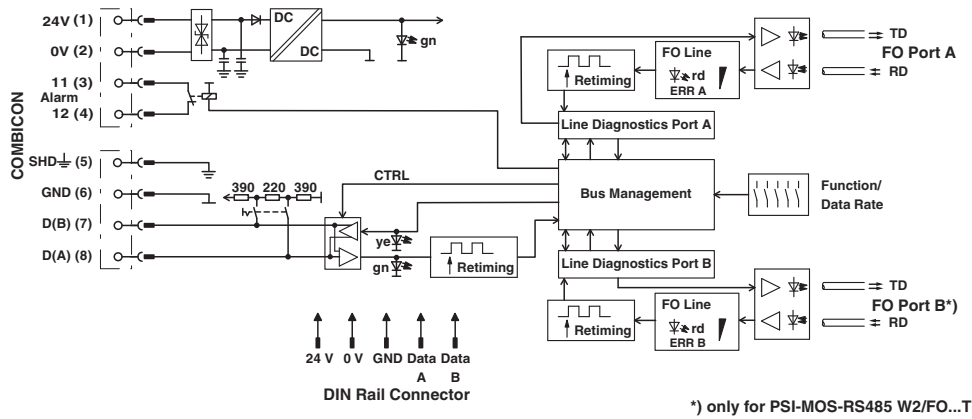 COMBICON
24V (1)
0V (2)
11 (3)
Alarm
12 (4)
SHD (5)
GND (6)
D(B) (7)
D(A) (8)
DC
DC
gn
390 220 390
CTRL
ye
gn
Retiming
Retiming
FO Line
rd
ERR A
TD
FO Port A
RD
Line Diagnostics Port A
Bus Management
Function/
Data Rate
Line Diagnostics Port B
Retiming
FO Line
rd
ERR B
TD
FO Port B*)
RD
24 V 0 V GND Data Data
A B
DIN Rail Connector
*) only for PSI-MOS-RS485 W2/FO...T